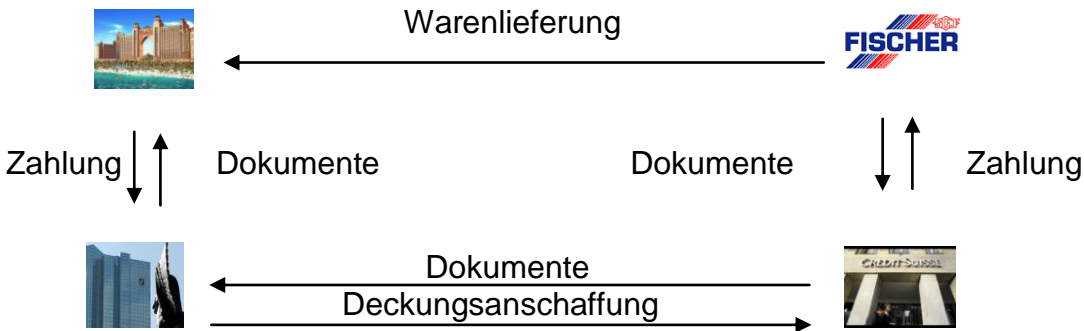 Warenlieferung
FISCHER
Zahlung Dokumente Dokumente Zahlung
CREDIT SUISSE
Dokumente
Deckungsanschaffung